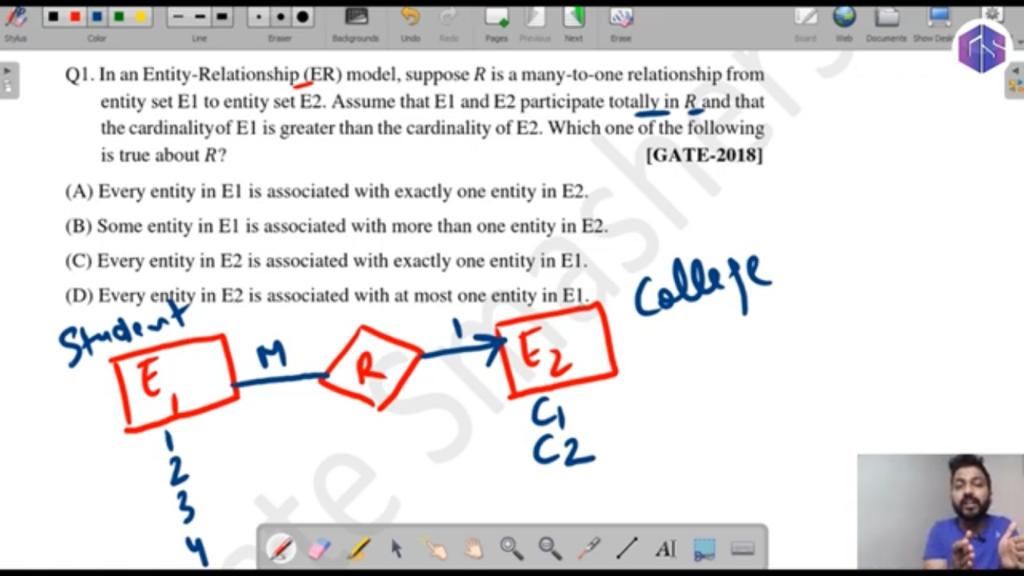 Stylus Color Line Eraser Backgrounds Undo Redo Pages Previous Next Erase Board Web Documents Show Desk
Q1. In an Entity-Relationship (ER) model, suppose R is a many-to-one relationship from
entity set E1 to entity set E2. Assume that E1 and E2 participate totally in R and that
the cardinality of E1 is greater than the cardinality of E2. Which one of the following
is true about R? [GATE-2018]
(A) Every entity in E1 is associated with exactly one entity in E2.
(B) Some entity in E1 is associated with more than one entity in E2.
(C) Every entity in E2 is associated with exactly one entity in E1.
(D) Every entity in E2 is associated with at most one entity in E1.
College
Student
E1 M R 1 E2
C1
C2
1
2
3
4
AI